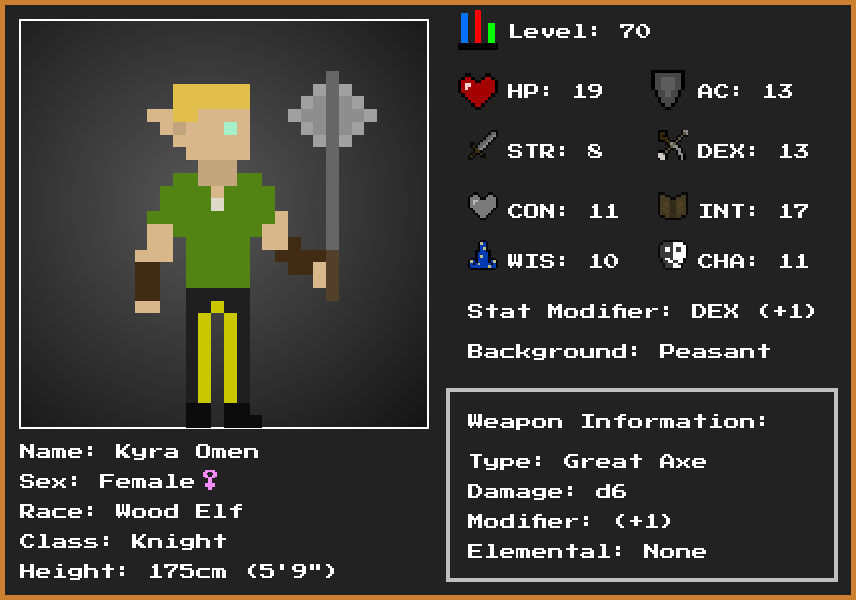 Level: 70
HP: 19 AC: 13
STR: 8 DEX: 13
CON: 11 INT: 17
WIS: 10 CHA: 11
Stat Modifier: DEX (+1)
Background: Peasant
Weapon Information:
Type: Great Axe
Damage: d6
Modifier: (+1)
Elemental: None
Name: Kyra Omen
Sex: Female♀
Race: Wood Elf
Class: Knight
Height: 175cm (5'9")